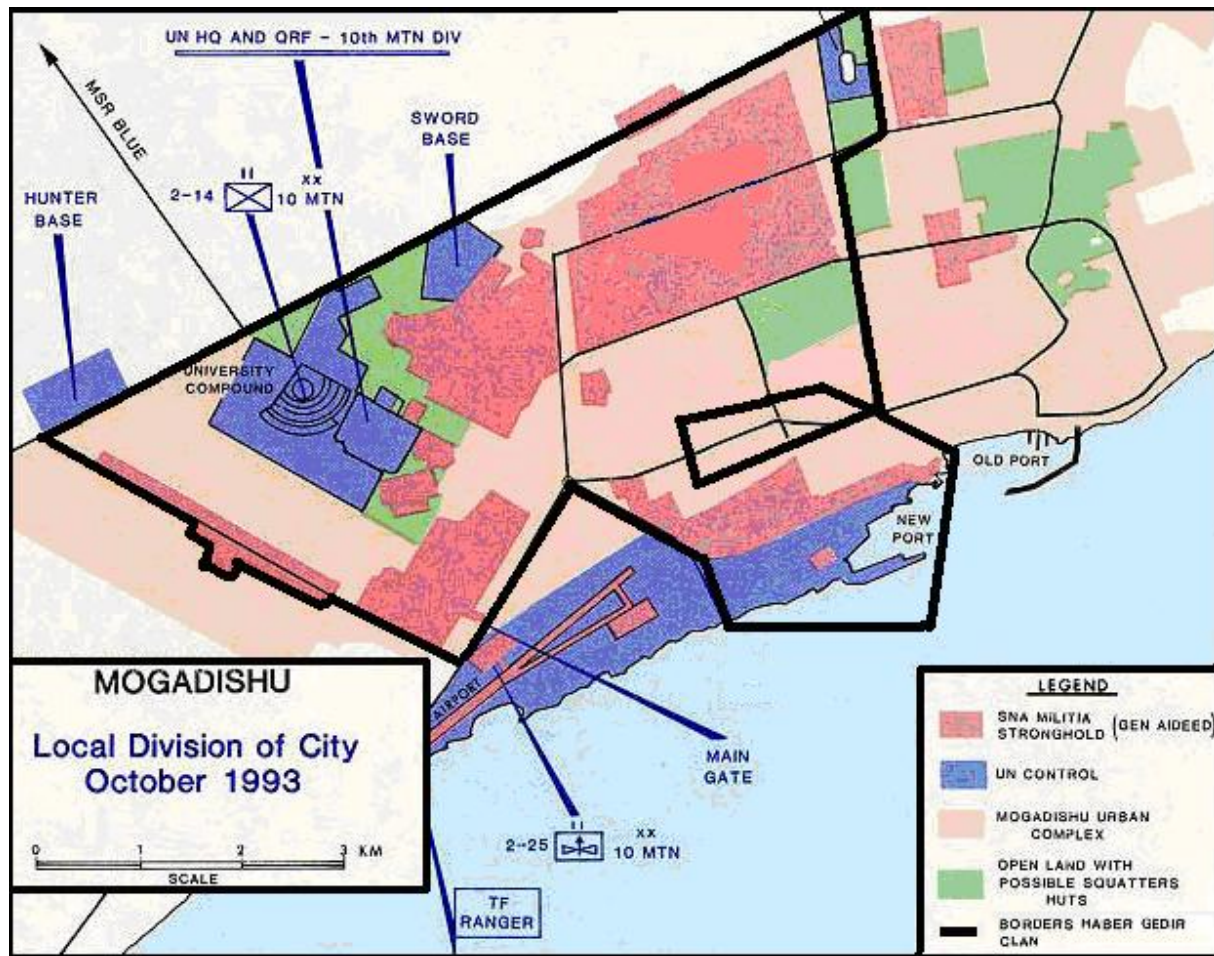 UN HQ AND QRF - 10th MTN DIV
MSR BLUE
SWORD
BASE
II
2-14
xx
10 MTN
HUNTER
BASE
UNIVERSITY
COMPOUND
OLD PORT
NEW
PORT
AIRPORT
MAIN
GATE
II
2-25
xx
10 MTN
TF
RANGER
MOGADISHU
Local Division of City
October 1993
0 1 2 3 KM
SCALE
LEGEND
SNA MILITIA
STRONGHOLD (GEN AIDEED)
UN CONTROL
MOGADISHU URBAN
COMPLEX
OPEN LAND WITH
POSSIBLE SQUATTERS
HUTS
BORDERS HABER GEDIR
CLAN